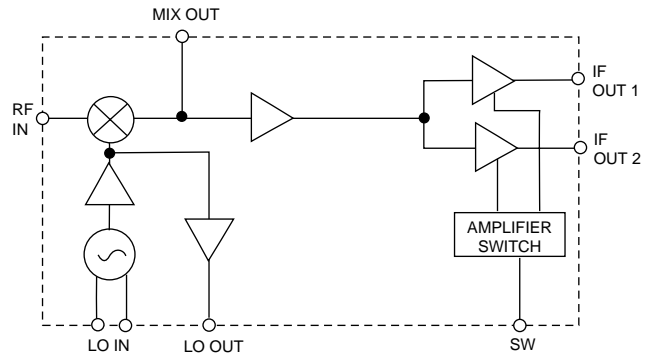 MIX OUT
RF
IN
IF
OUT 1
IF
OUT 2
AMPLIFIER
SWITCH
LO IN
LO OUT
SW